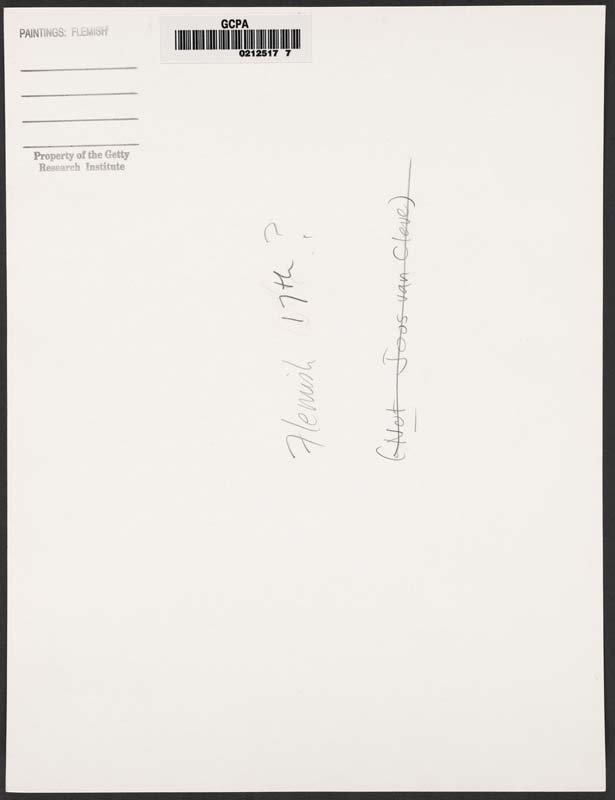 PAINTINGS: FLEMISH
GCPA
0212517 7
Property of the Getty
Research Institute
Flemish 17th ?
(Not Joos van Cleve)